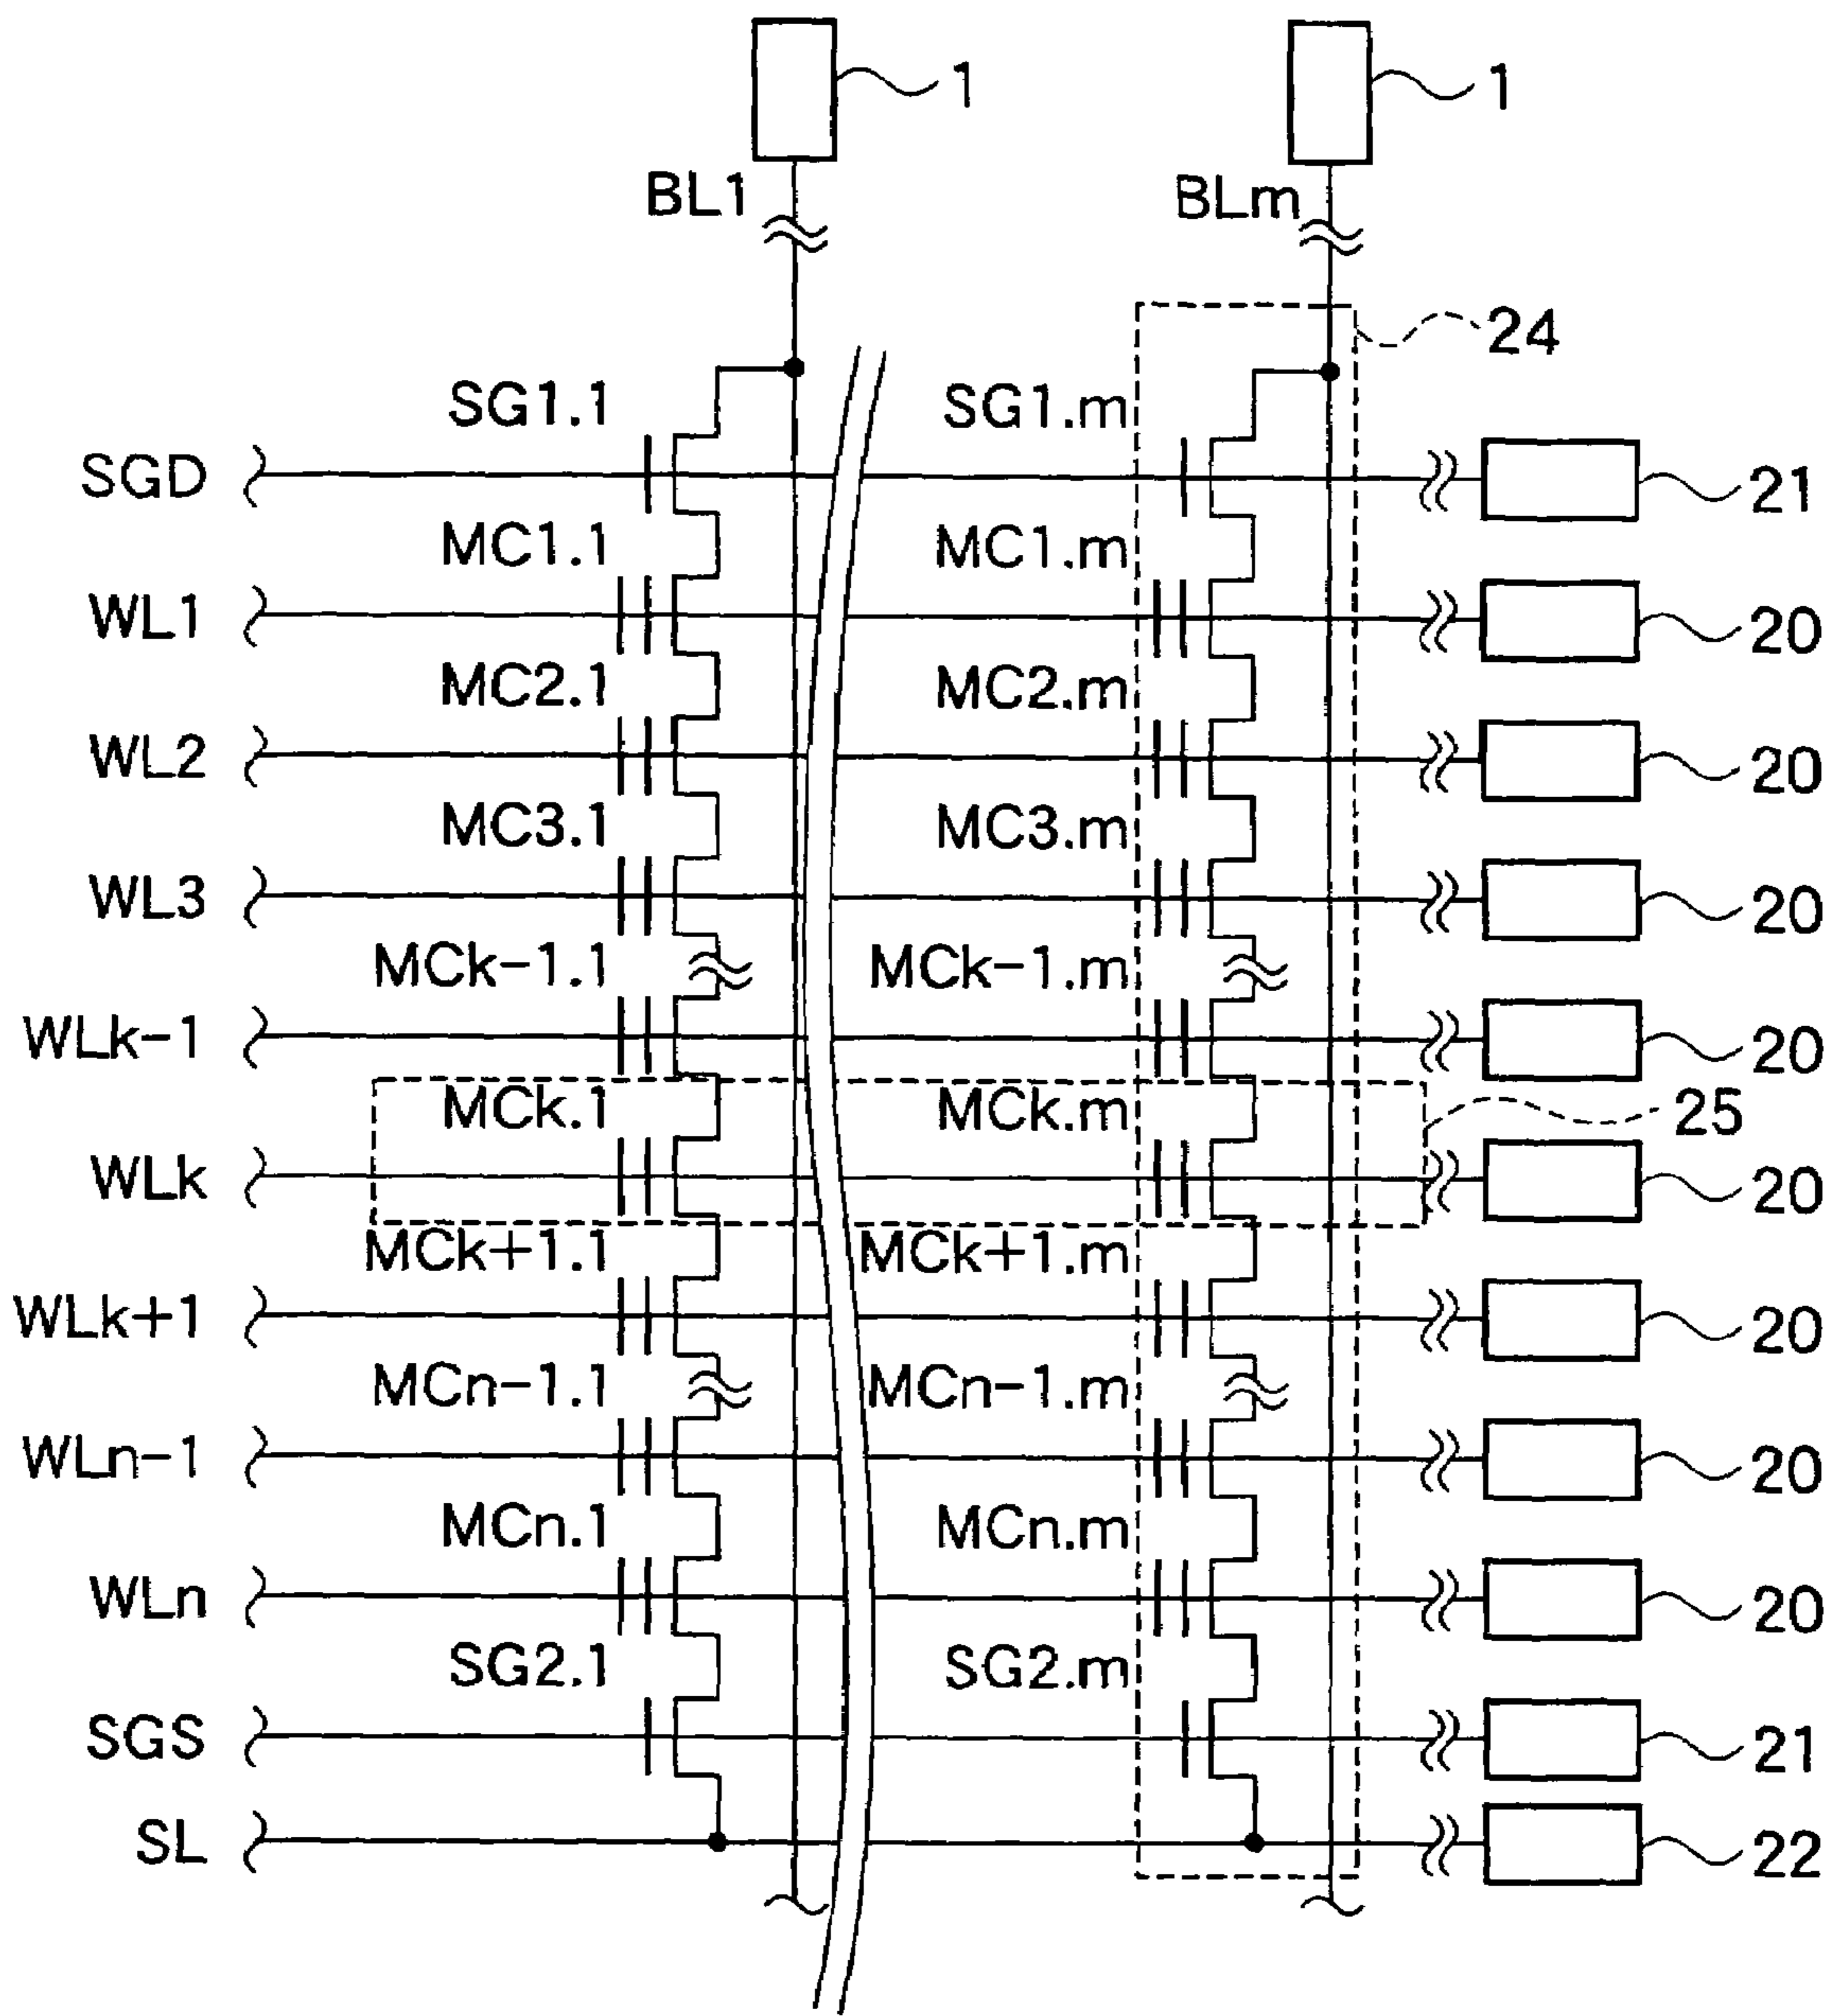 1 1
BL1 BLm
24
SG1.1 SG1.m
SGD 21
MC1.1 MC1.m
WL1 20
MC2.1 MC2.m
WL2 20
MC3.1 MC3.m
WL3 20
MCk-1.1 MCk-1.m
WLk-1 20
MCk.1 MCk.m 25
WLk 20
MCk+1.1 MCk+1.m
WLk+1 20
MCn-1.1 MCn-1.m
WLn-1 20
MCn.1 MCn.m
WLn 20
SG2.1 SG2.m
SGS 21
SL 22